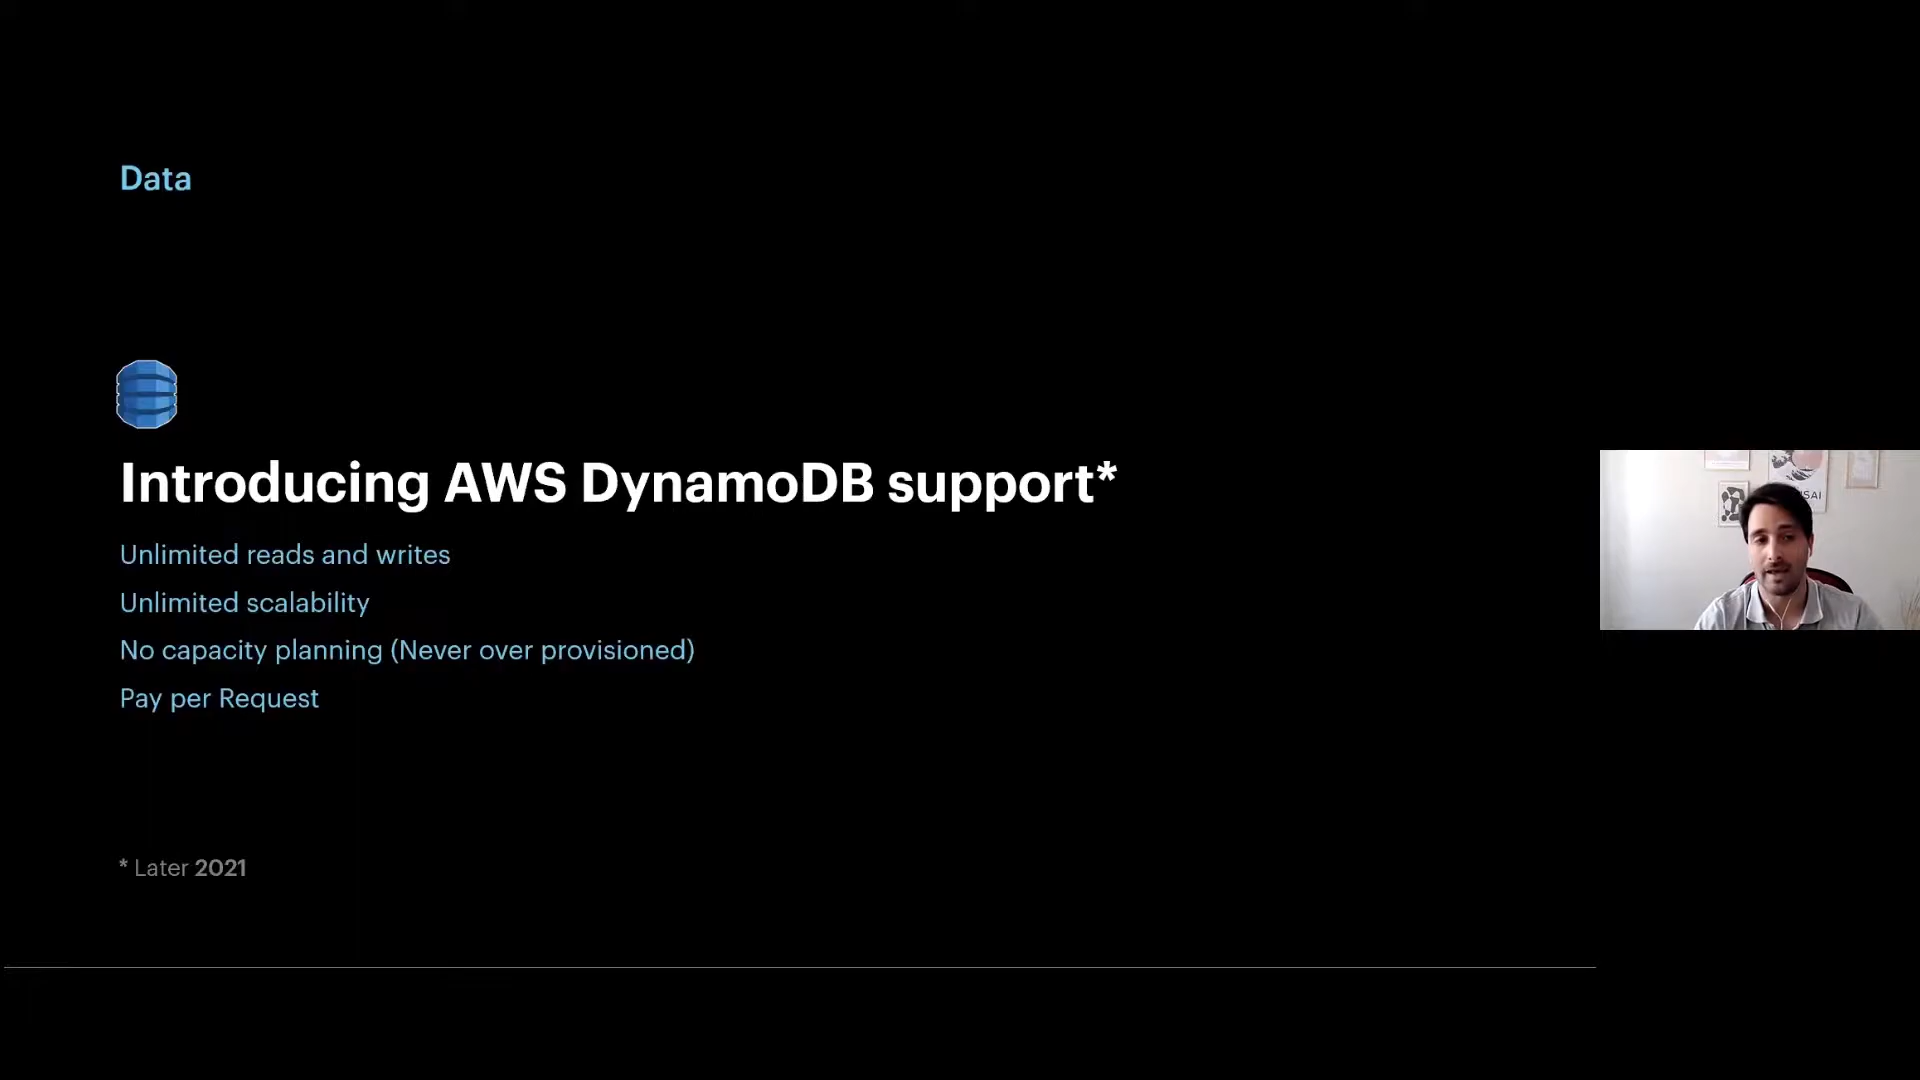 Data
Introducing AWS DynamoDB support*
Unlimited reads and writes
Unlimited scalability
No capacity planning (Never over provisioned)
Pay per Request
* Later 2021